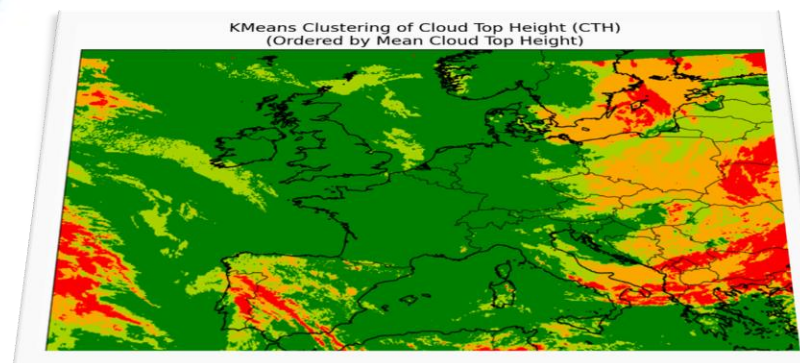 KMeans Clustering of Cloud Top Height (CTH)
(Ordered by Mean Cloud Top Height)